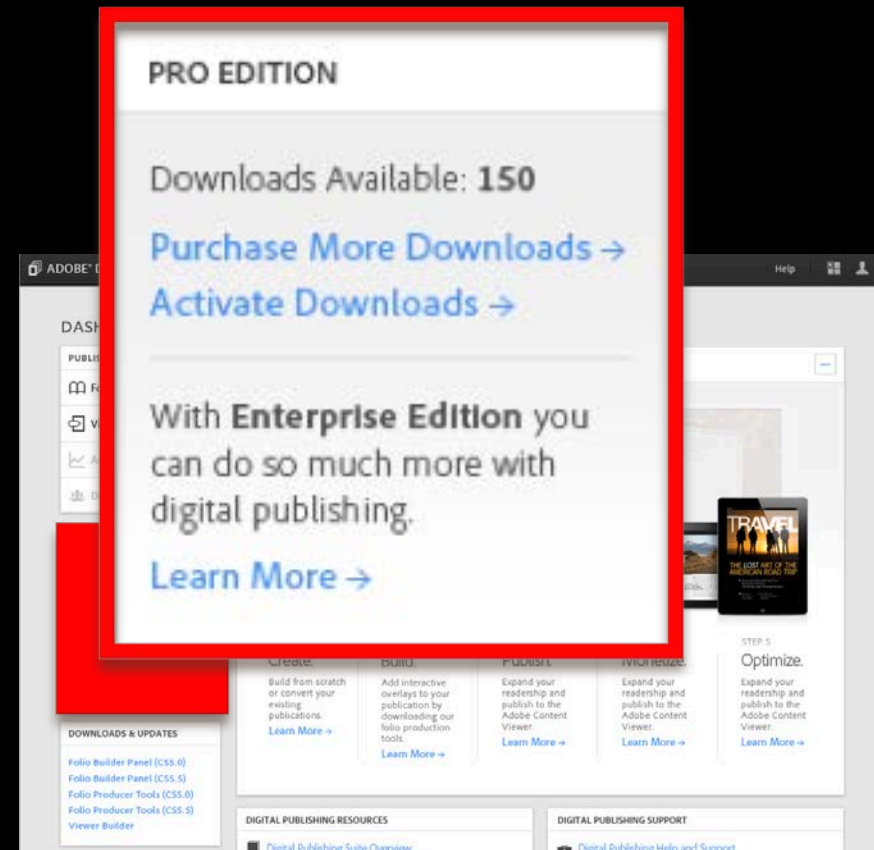 PRO EDITION
Downloads Available: 150
Purchase More Downloads →
Activate Downloads →
With Enterprise Edition you
can do so much more with
digital publishing.
Learn More →
ADOBE®
Help
TRAVEL
THE LOST ART OF THE
AMERICAN ROAD TRIP
STEP 5
Create.
Build from scratch
or convert your
existing
publications.
Learn More →
Build.
Add interactive
overlays to your
publication by
downloading our
folio production
tools.
Learn More →
Publish.
Expand your
readership and
publish to the
Adobe Content
Viewer.
Learn More →
Monetize.
Expand your
readership and
publish to the
Adobe Content
Viewer.
Learn More →
Optimize.
Expand your
readership and
publish to the
Adobe Content
Viewer.
Learn More →
DOWNLOADS & UPDATES
Folio Builder Panel (CS5.0)
Folio Builder Panel (CS5.5)
Folio Producer Tools (CS5.0)
Folio Producer Tools (CS5.5)
Viewer Builder
DIGITAL PUBLISHING RESOURCES
Digital Publishing Suite Overview
DIGITAL PUBLISHING SUPPORT
Digital Publishing Help and Support